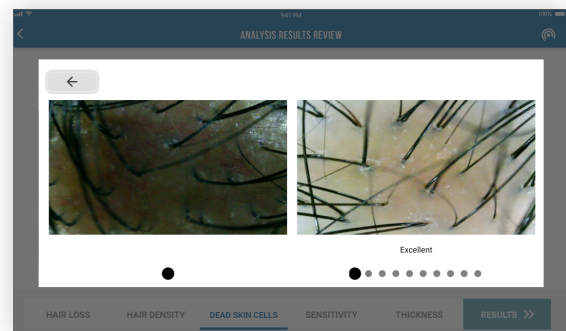 9:41 PM
100%
ANALYSIS RESULTS REVIEW
Excellent
HAIR LOSS
HAIR DENSITY
DEAD SKIN CELLS
SENSITIVITY
THICKNESS
RESULTS